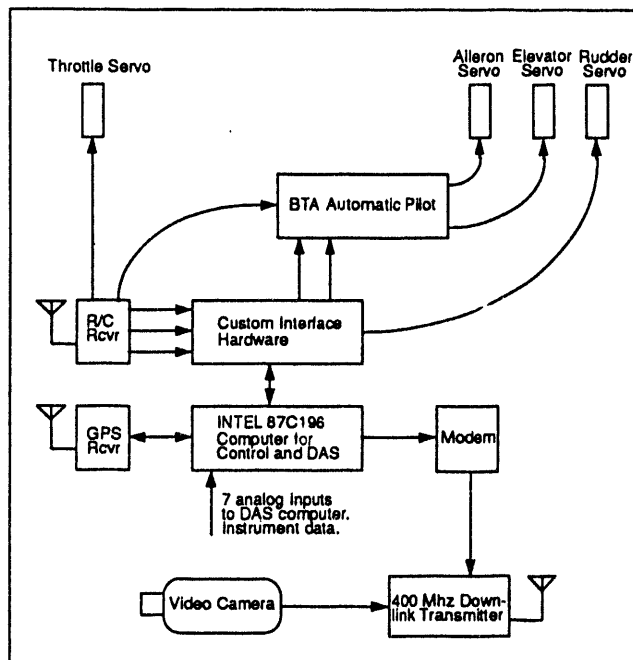 Throttle Servo
Aileron
Servo
Elevator
Servo
Rudder
Servo
BTA Automatic Pilot
R/C
Rcvr
Custom Interface
Hardware
GPS
Rcvr
INTEL 87C196
Computer for
Control and DAS
Modem
7 analog inputs
to DAS computer.
Instrument data.
Video Camera
400 Mhz Down-
link Transmitter